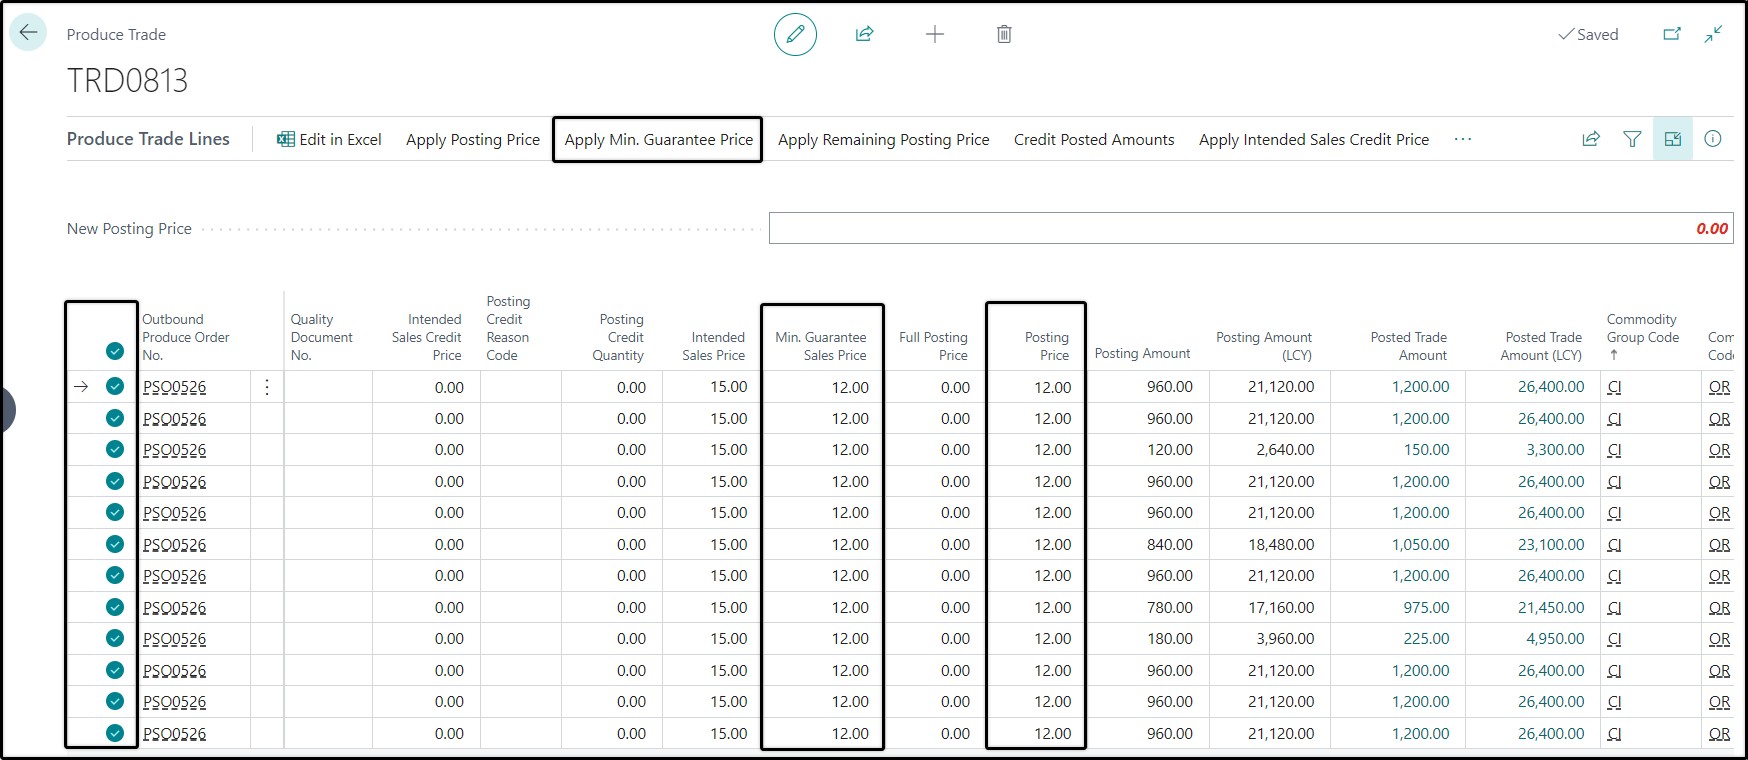 Produce Trade
Saved
TRD0813
Produce Trade Lines
Edit in Excel
Apply Posting Price
Apply Min. Guarantee Price
Apply Remaining Posting Price
Credit Posted Amounts
Apply Intended Sales Credit Price
...
New Posting Price
0.00
Outbound Produce Order No.
Quality Document No.
Intended Sales Credit Price
Posting Credit Reason Code
Posting Credit Quantity
Intended Sales Price
Min. Guarantee Sales Price
Full Posting Price
Posting Price
Posting Amount
Posting Amount (LCY)
Posted Trade Amount
Posted Trade Amount (LCY)
Commodity Group Code ↑
Com Code
PSO0526 0.00 0.00 15.00 12.00 0.00 12.00 960.00 21,120.00 1,200.00 26,400.00 CI OR
PSO0526 0.00 0.00 15.00 12.00 0.00 12.00 960.00 21,120.00 1,200.00 26,400.00 CI OR
PSO0526 0.00 0.00 15.00 12.00 0.00 12.00 120.00 2,640.00 150.00 3,300.00 CI OR
PSO0526 0.00 0.00 15.00 12.00 0.00 12.00 960.00 21,120.00 1,200.00 26,400.00 CI OR
PSO0526 0.00 0.00 15.00 12.00 0.00 12.00 960.00 21,120.00 1,200.00 26,400.00 CI OR
PSO0526 0.00 0.00 15.00 12.00 0.00 12.00 840.00 18,480.00 1,050.00 23,100.00 CI OR
PSO0526 0.00 0.00 15.00 12.00 0.00 12.00 960.00 21,120.00 1,200.00 26,400.00 CI OR
PSO0526 0.00 0.00 15.00 12.00 0.00 12.00 780.00 17,160.00 975.00 21,450.00 CI OR
PSO0526 0.00 0.00 15.00 12.00 0.00 12.00 180.00 3,960.00 225.00 4,950.00 CI OR
PSO0526 0.00 0.00 15.00 12.00 0.00 12.00 960.00 21,120.00 1,200.00 26,400.00 CI OR
PSO0526 0.00 0.00 15.00 12.00 0.00 12.00 960.00 21,120.00 1,200.00 26,400.00 CI OR
PSO0526 0.00 0.00 15.00 12.00 0.00 12.00 960.00 21,120.00 1,200.00 26,400.00 CI OR